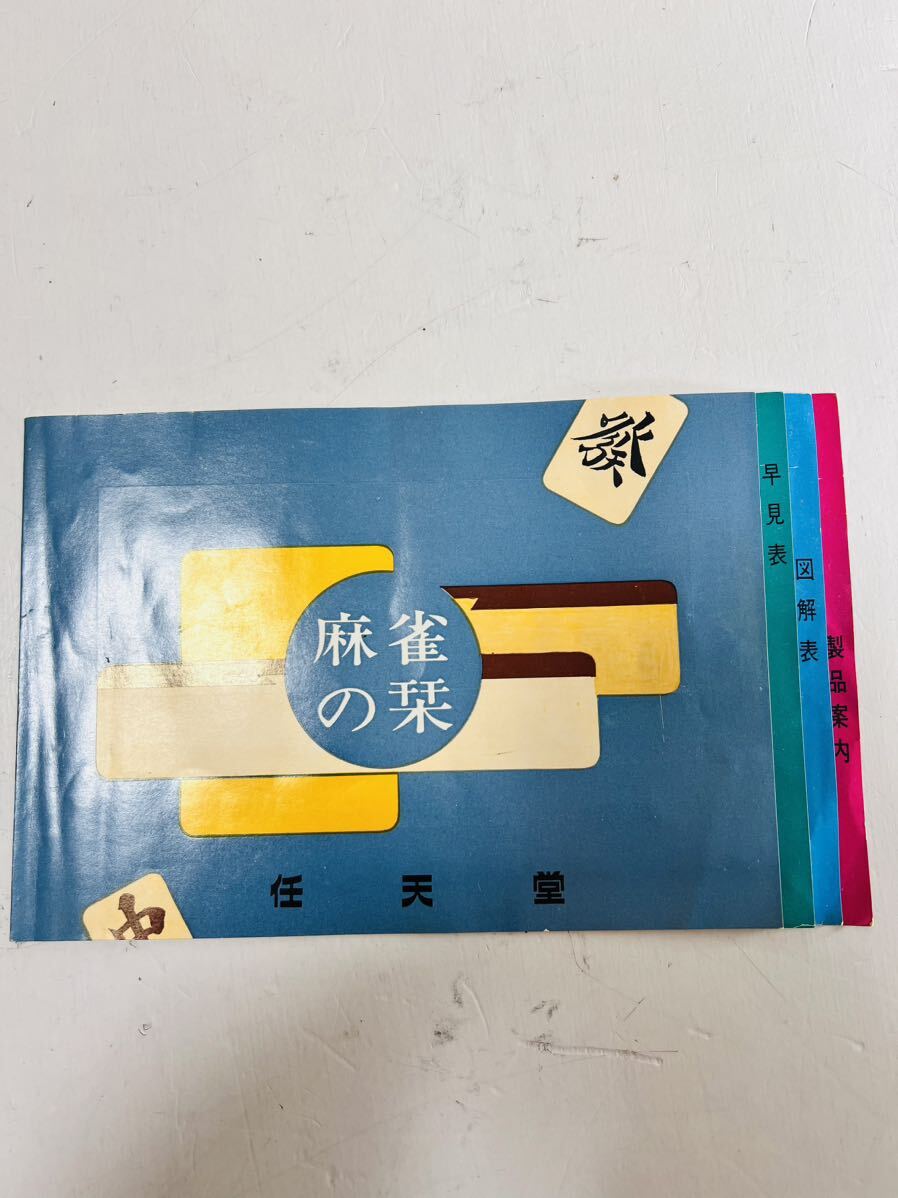 發
麻雀
の栞
中
任天堂
早見表
図解表
製品案内